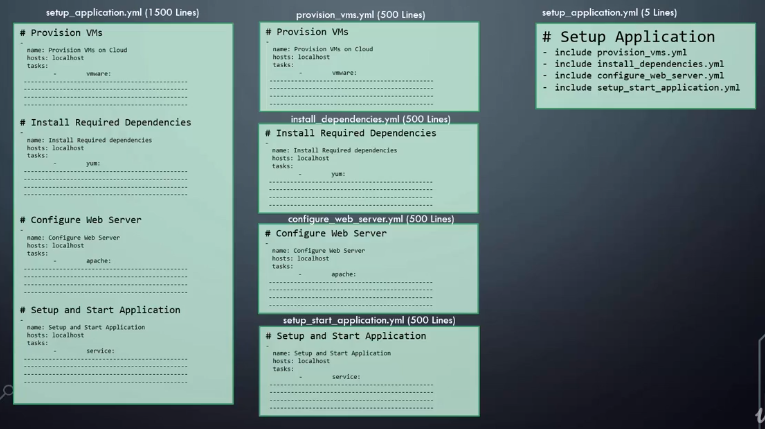 setup_application.yml (1500 Lines)
# Provision VMs
-
name: Provision VMs on Cloud
hosts: localhost
tasks:
- vmware:
----------------------------------------
----------------------------------------
----------------------------------------
----------------------------------------
# Install Required Dependencies
-
name: Install Required dependencies
hosts: localhost
tasks:
- yum:
----------------------------------------
----------------------------------------
----------------------------------------
----------------------------------------
# Configure Web Server
-
name: Configure Web Server
hosts: localhost
tasks:
- apache:
----------------------------------------
----------------------------------------
----------------------------------------
----------------------------------------
# Setup and Start Application
-
name: Setup and Start Application
hosts: localhost
tasks:
- service:
----------------------------------------
----------------------------------------
----------------------------------------
----------------------------------------
provision_vms.yml (500 Lines)
# Provision VMs
-
name: Provision VMs on Cloud
hosts: localhost
tasks:
- vmware:
----------------------------------------
----------------------------------------
----------------------------------------
----------------------------------------
install_dependencies.yml (500 Lines)
# Install Required Dependencies
-
name: Install Required dependencies
hosts: localhost
tasks:
- yum:
----------------------------------------
----------------------------------------
----------------------------------------
----------------------------------------
configure_web_server.yml (500 Lines)
# Configure Web Server
-
name: Configure Web Server
hosts: localhost
tasks:
- apache:
----------------------------------------
----------------------------------------
----------------------------------------
----------------------------------------
setup_start_application.yml (500 Lines)
# Setup and Start Application
-
name: Setup and Start Application
hosts: localhost
tasks:
- service:
----------------------------------------
----------------------------------------
----------------------------------------
----------------------------------------
setup_application.yml (5 Lines)
# Setup Application
- include provision_vms.yml
- include install_dependencies.yml
- include configure_web_server.yml
- include setup_start_application.yml